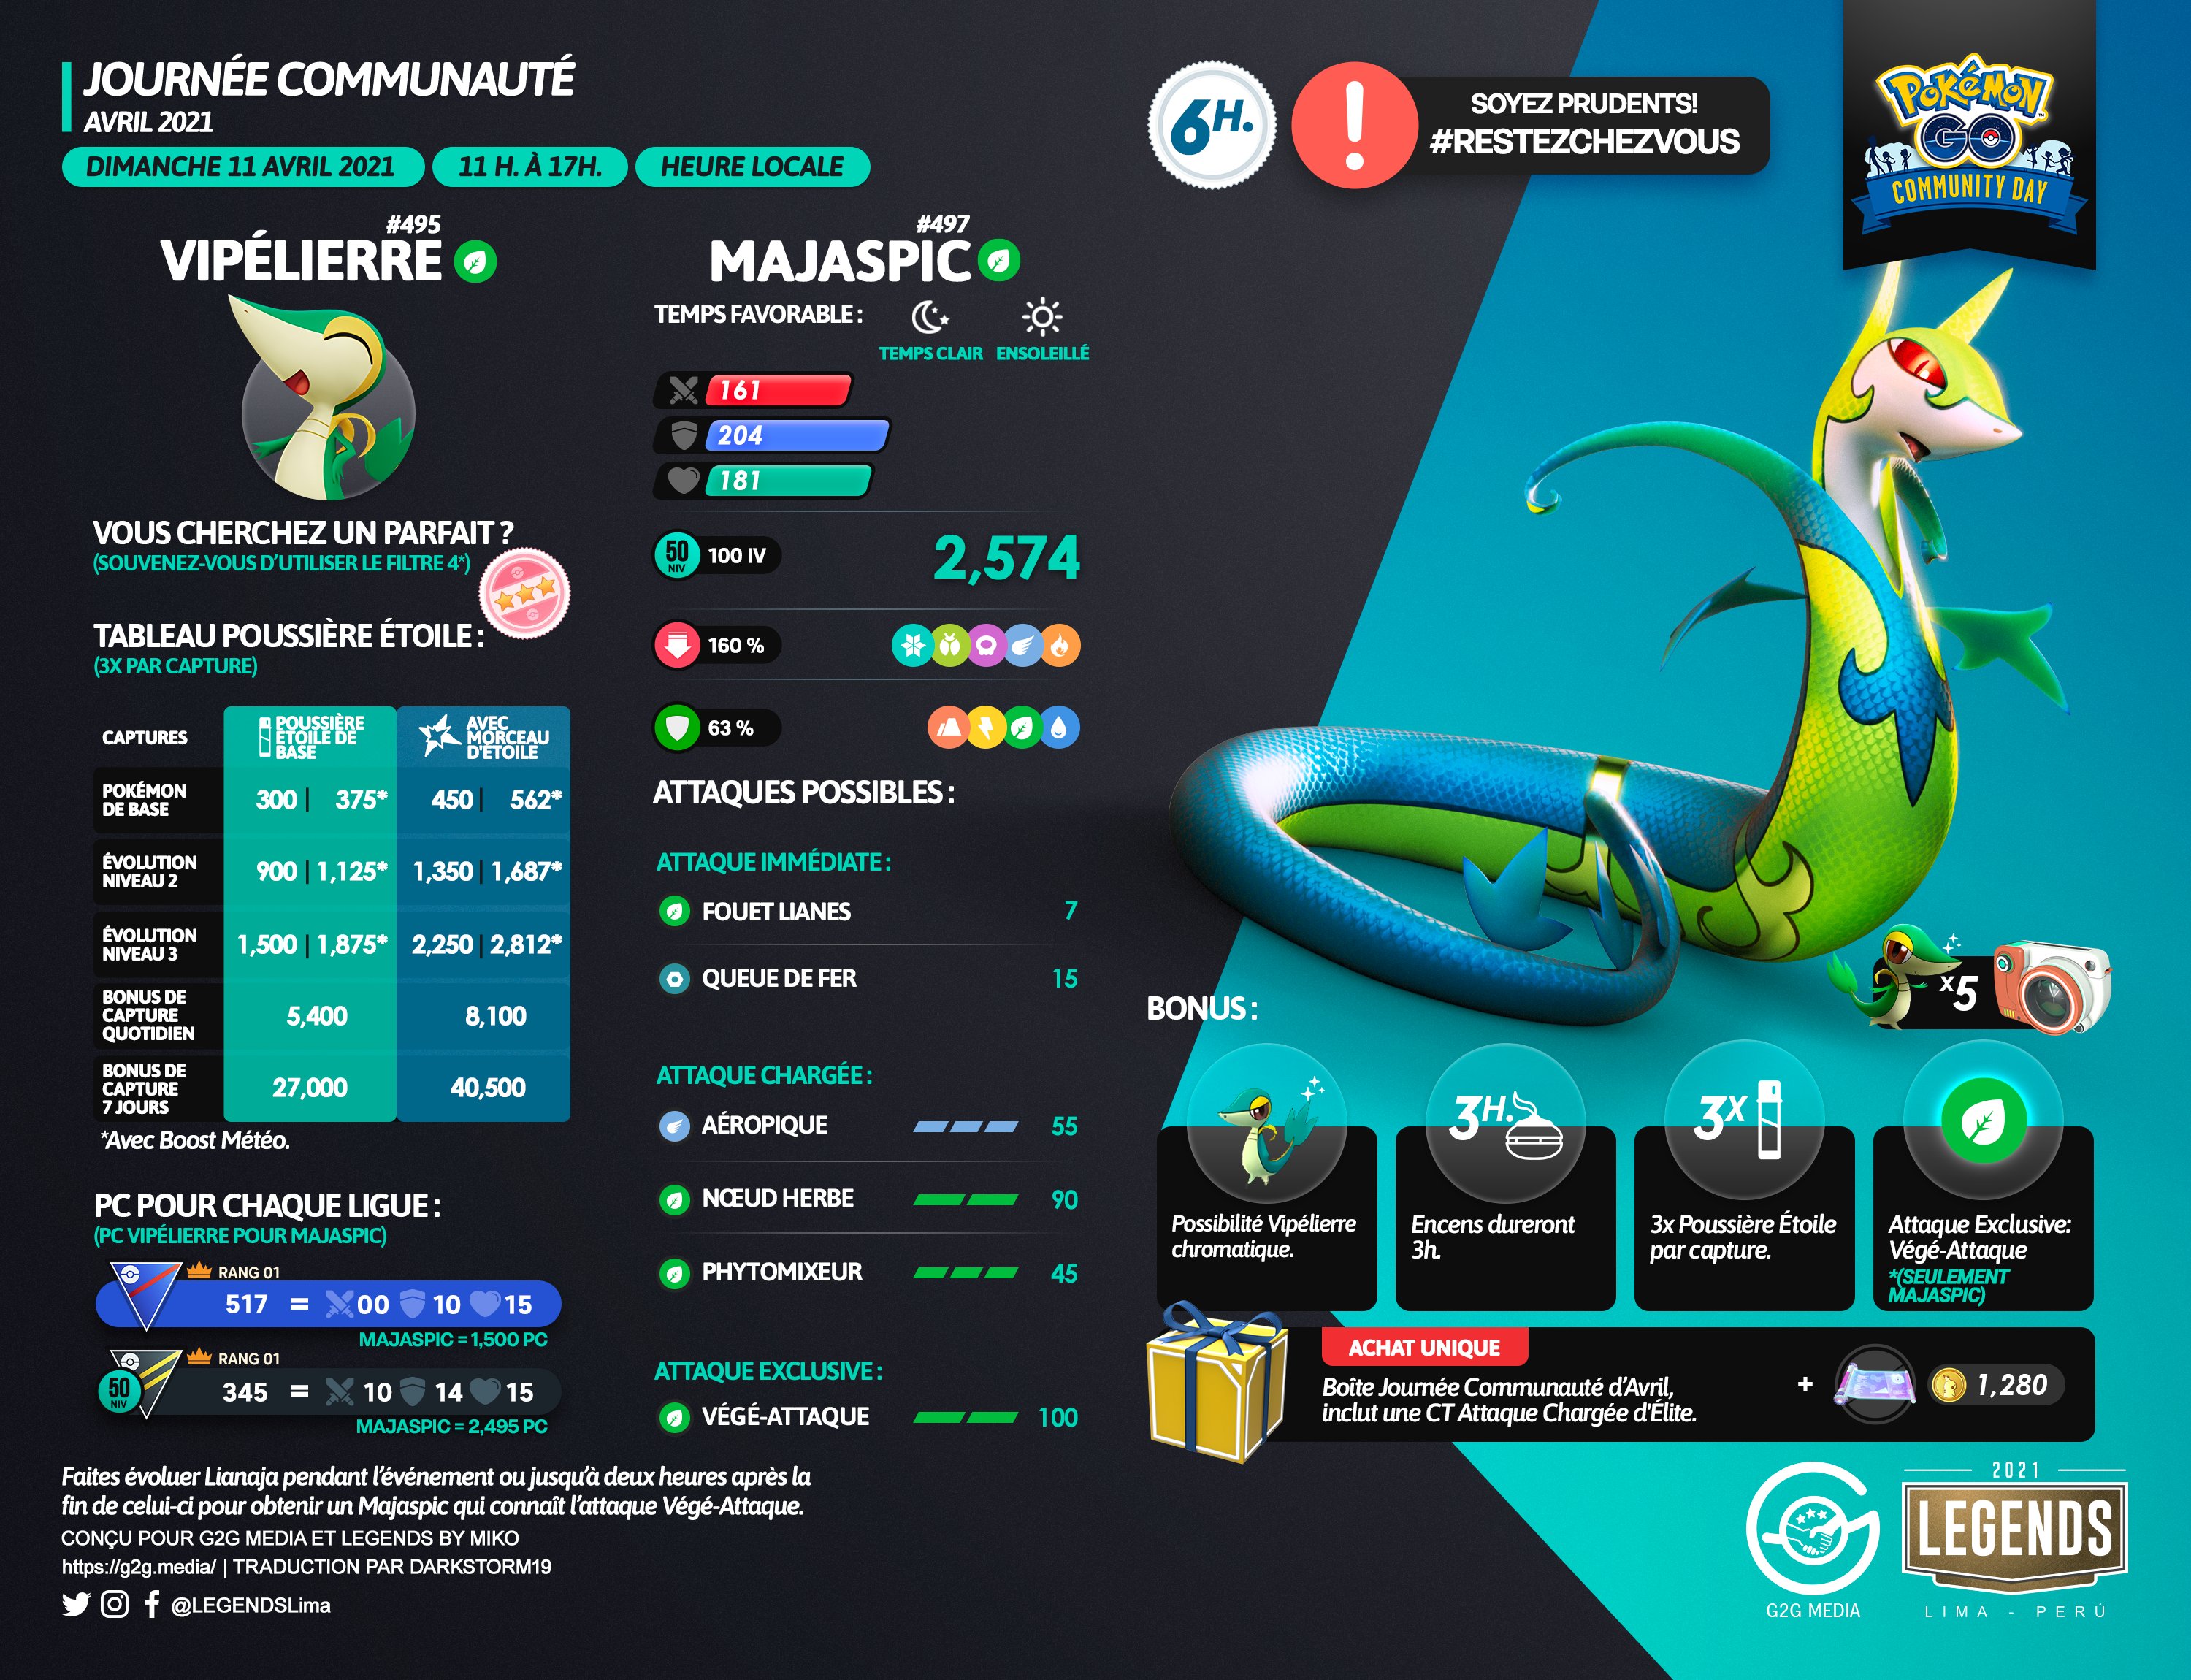 JOURNÉE COMMUNAUTÉ
AVRIL 2021
DIMANCHE 11 AVRIL 2021
11 H. À 17H.
HEURE LOCALE
6H.
!
SOYEZ PRUDENTS!
#RESTEZCHEZVOUS
POKÉMON
GO
COMMUNITY DAY
#495
VIPÉLIERRE
VOUS CHERCHEZ UN PARFAIT ?
(SOUVENEZ-VOUS D'UTILISER LE FILTRE 4*)
TABLEAU POUSSIÈRE ÉTOILE :
(3X PAR CAPTURE)
CAPTURES
POUSSIÈRE
ÉTOILE DE
BASE
AVEC
MORCEAU
D'ÉTOILE
POKÉMON
DE BASE
300 | 375*
450 | 562*
ÉVOLUTION
NIVEAU 2
900 | 1,125*
1,350 | 1,687*
ÉVOLUTION
NIVEAU 3
1,500 | 1,875*
2,250 | 2,812*
BONUS DE
CAPTURE
QUOTIDIEN
5,400
8,100
BONUS DE
CAPTURE
7 JOURS
27,000
40,500
*Avec Boost Météo.
PC POUR CHAQUE LIGUE :
(PC VIPÉLIERRE POUR MAJASPIC)
RANG 01
517 = 00 10 15
MAJASPIC = 1,500 PC
RANG 01
50
NIV
345 = 10 14 15
MAJASPIC = 2,495 PC
#497
MAJASPIC
TEMPS FAVORABLE :
TEMPS CLAIR
ENSOLEILLÉ
161
204
181
50
NIV
100 IV
2,574
160 %
63 %
ATTAQUES POSSIBLES :
ATTAQUE IMMÉDIATE :
FOUET LIANES 7
QUEUE DE FER 15
ATTAQUE CHARGÉE :
AÉROPIQUE 55
NŒUD HERBE 90
PHYTOMIXEUR 45
ATTAQUE EXCLUSIVE :
VÉGÉ-ATTAQUE 100
x5
BONUS :
Possibilité Vipélierre
chromatique.
3H.
Encens dureront
3h.
3X
3x Poussière Étoile
par capture.
Attaque Exclusive:
Végé-Attaque
*(SEULEMENT
MAJASPIC)
ACHAT UNIQUE
Boîte Journée Communauté d'Avril,
inclut une CT Attaque Chargée d'Élite.
+
1,280
Faites évoluer Lianaja pendant l'événement ou jusqu'à deux heures après la
fin de celui-ci pour obtenir un Majaspic qui connaît l'attaque Végé-Attaque.
CONÇU POUR G2G MEDIA ET LEGENDS BY MIKO
https://g2g.media/ | TRADUCTION PAR DARKSTORM19
@LEGENDSLima
G2G MEDIA
2021
LEGENDS
LIMA - PERÚ